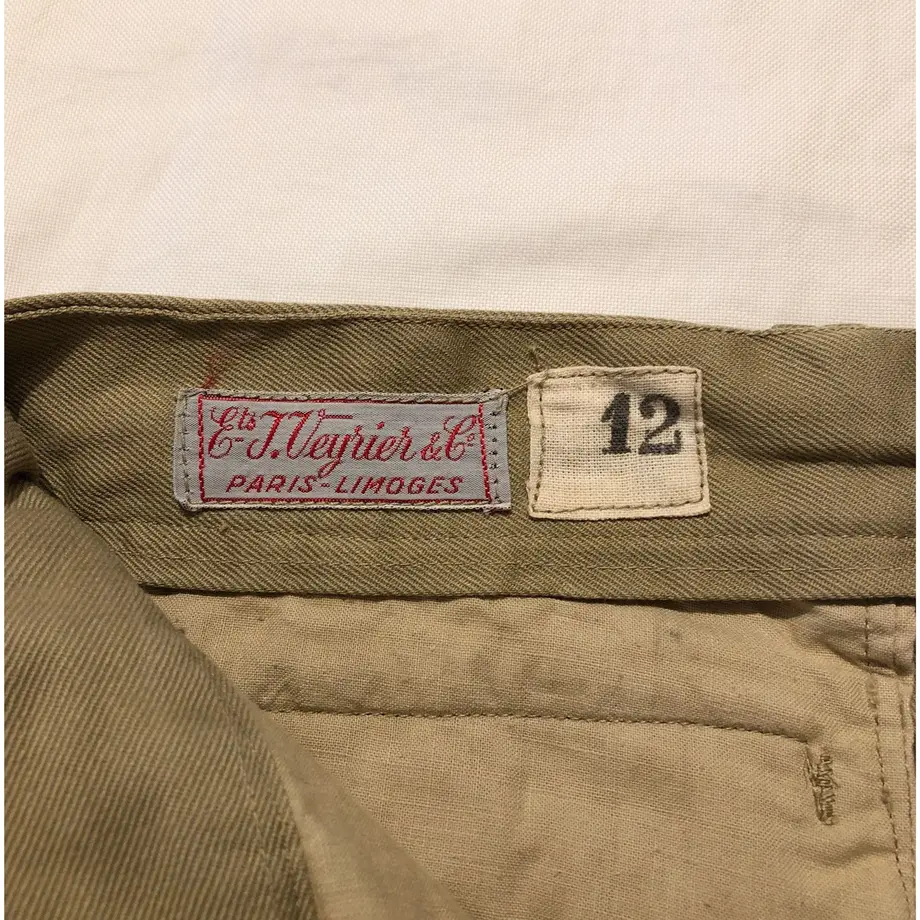 Ets J. Veyrier & Cie
PARIS-LIMOGES
12